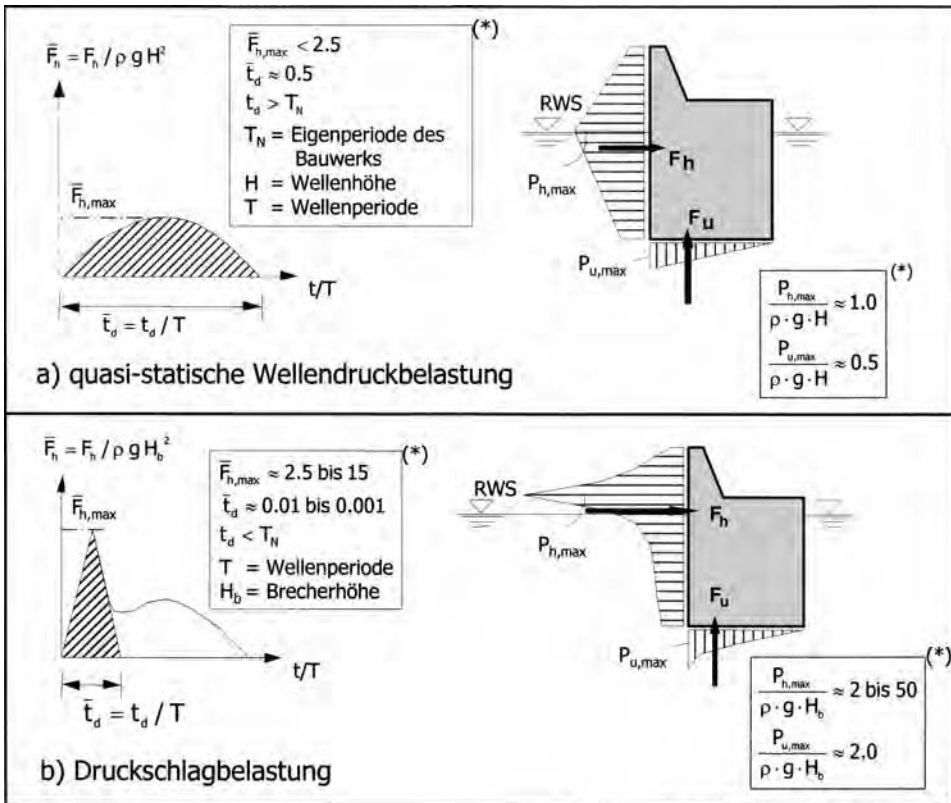 F̄h = Fh / ρ g H²
F̄h,max
t/T
t̄d = td / T
(*)
F̄h,max < 2.5
t̄d ≈ 0.5
td > TN
TN = Eigenperiode des
Bauwerks
H = Wellenhöhe
T = Wellenperiode
RWS
Ph,max
Fh
Fu
Pu,max
(*)
Ph,max / ρ · g · H ≈ 1.0
Pu,max / ρ · g · H ≈ 0.5
a) quasi-statische Wellendruckbelastung
F̄h = Fh / ρ g Hb²
F̄h,max
t/T
t̄d = td / T
(*)
F̄h,max ≈ 2.5 bis 15
t̄d ≈ 0.01 bis 0.001
td < TN
T = Wellenperiode
Hb = Brecherhöhe
RWS
Ph,max
Fh
Fu
Pu,max
(*)
Ph,max / ρ · g · Hb ≈ 2 bis 50
Pu,max / ρ · g · Hb ≈ 2,0
b) Druckschlagbelastung